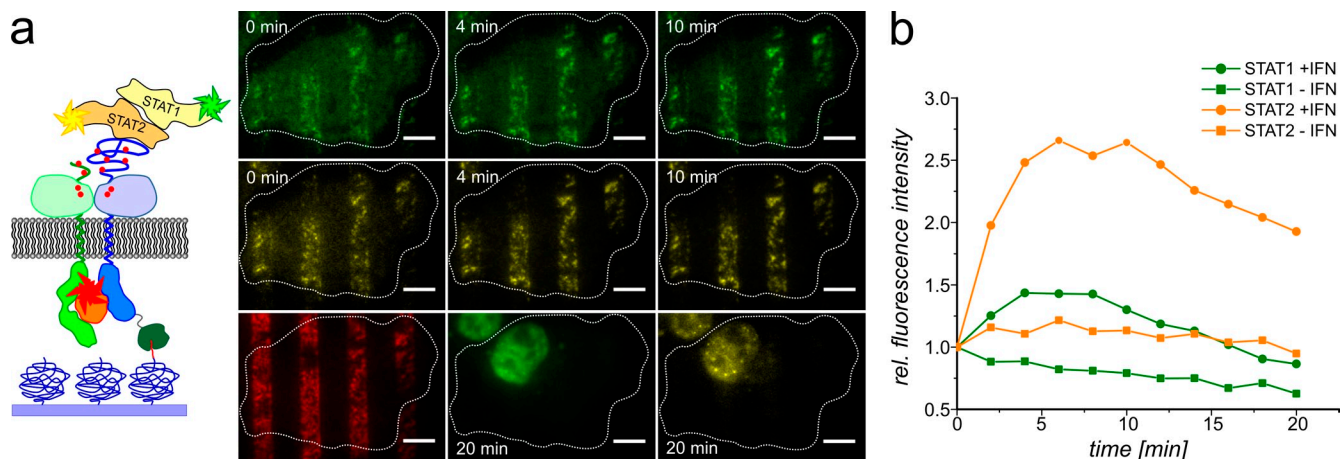 a
STAT1
STAT2
0 min
4 min
10 min
0 min
4 min
10 min
20 min
20 min
b
STAT1 +IFN
STAT1 - IFN
STAT2 +IFN
STAT2 - IFN
rel. fluorescence intensity
3.0
2.5
2.0
1.5
1.0
0.5
0
5
10
15
20
time [min]